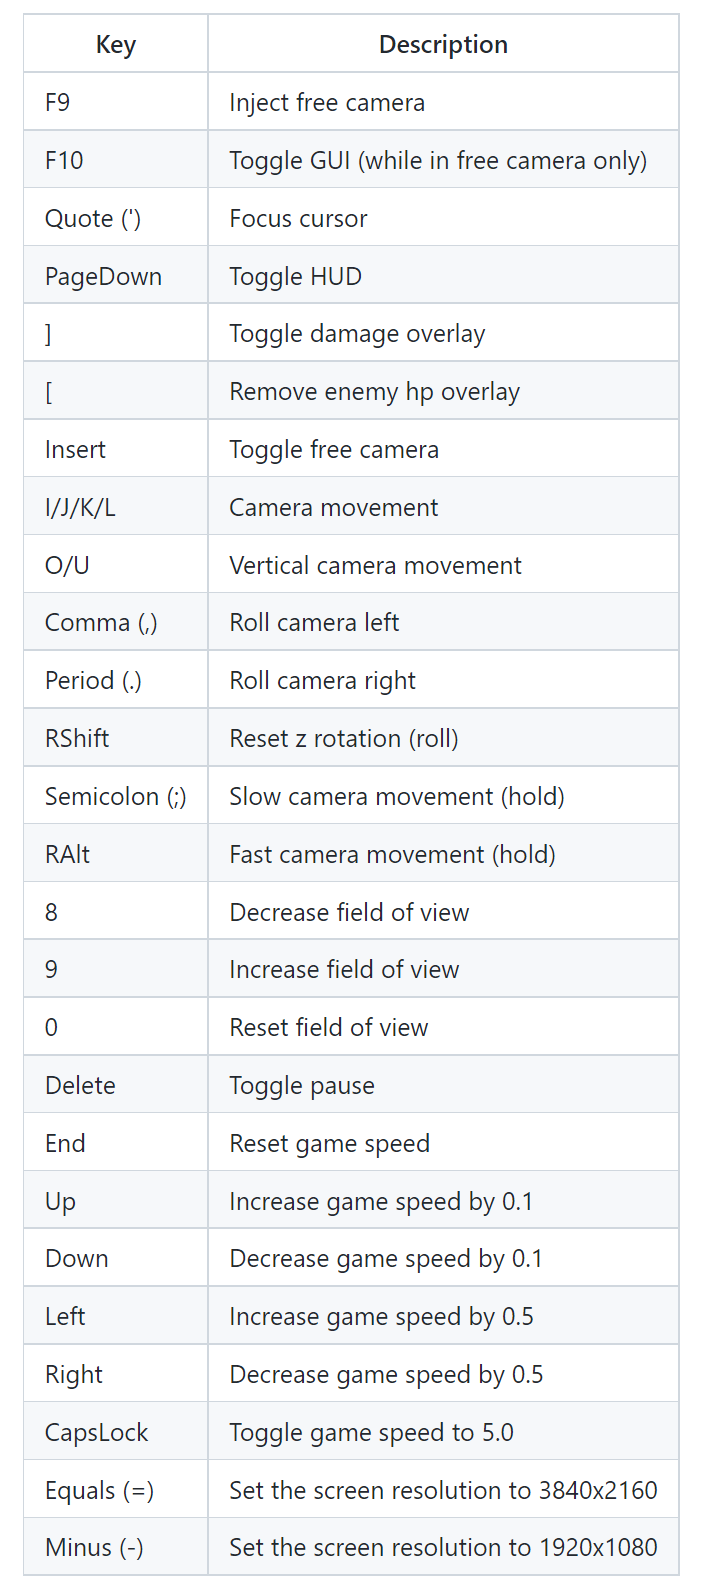 Key Description
F9 Inject free camera
F10 Toggle GUI (while in free camera only)
Quote (') Focus cursor
PageDown Toggle HUD
] Toggle damage overlay
[ Remove enemy hp overlay
Insert Toggle free camera
I/J/K/L Camera movement
O/U Vertical camera movement
Comma (,) Roll camera left
Period (.) Roll camera right
RShift Reset z rotation (roll)
Semicolon (;) Slow camera movement (hold)
RAlt Fast camera movement (hold)
8 Decrease field of view
9 Increase field of view
0 Reset field of view
Delete Toggle pause
End Reset game speed
Up Increase game speed by 0.1
Down Decrease game speed by 0.1
Left Increase game speed by 0.5
Right Decrease game speed by 0.5
CapsLock Toggle game speed to 5.0
Equals (=) Set the screen resolution to 3840x2160
Minus (-) Set the screen resolution to 1920x1080